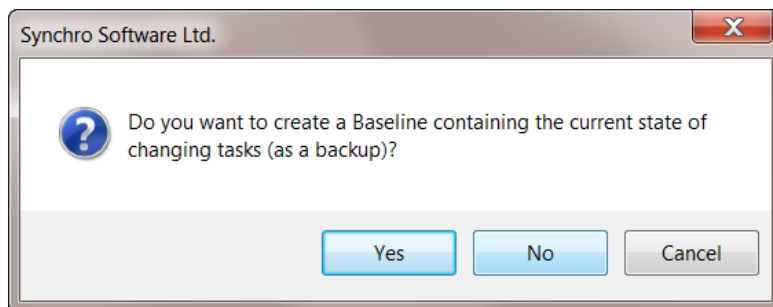 Synchro Software Ltd.
Do you want to create a Baseline containing the current state of
changing tasks (as a backup)?
Yes No Cancel